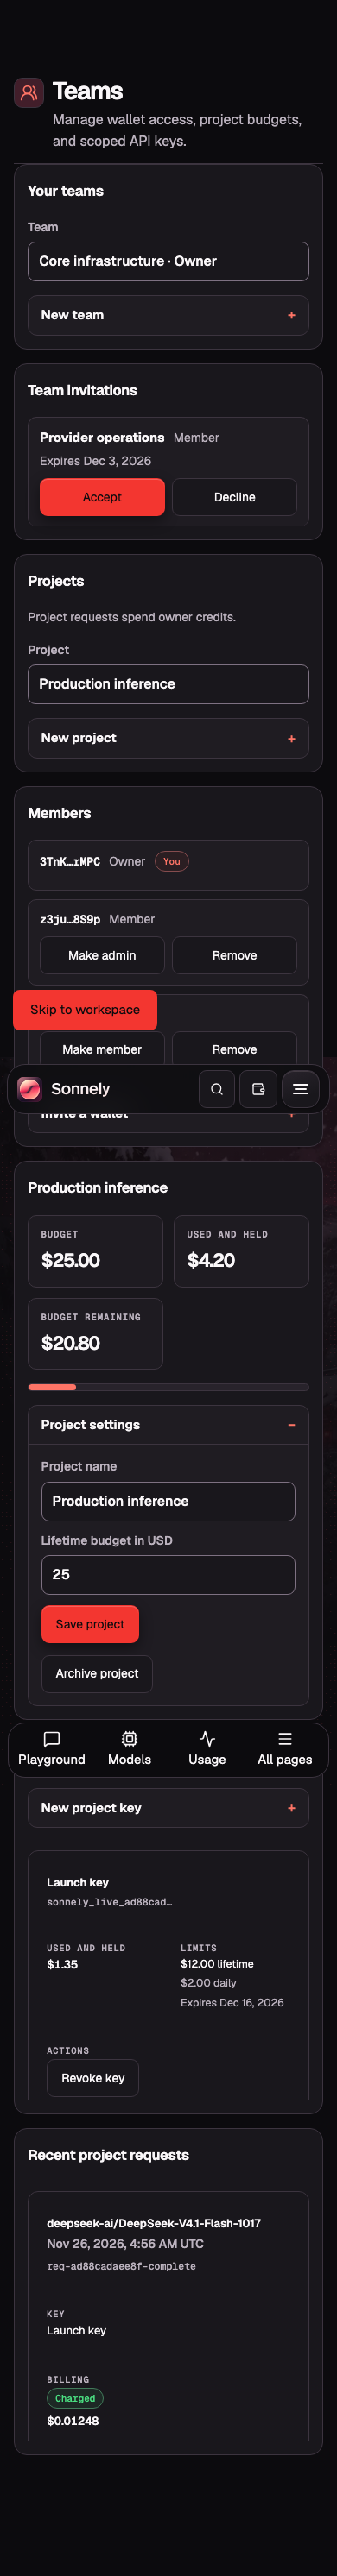 Teams
Manage wallet access, project budgets,
and scoped API keys.
Your teams
Team
Core infrastructure · Owner
New team +
Team invitations
Provider operations Member
Expires Dec 3, 2026
Accept Decline
Projects
Project requests spend owner credits.
Project
Production inference
New project +
Members
3TnK…rMPC Owner You
z3ju…8S9p Member
Make admin Remove
Skip to workspace
Make member Remove
Sonnely
Invite a wallet
Production inference
BUDGET USED AND HELD
$25.00 $4.20
BUDGET REMAINING
$20.80
Project settings −
Project name
Production inference
Lifetime budget in USD
25
Save project
Archive project
Playground Models Usage All pages
New project key +
Launch key
sonnely_live_ad88cad…
USED AND HELD LIMITS
$1.35 $12.00 lifetime
$2.00 daily
Expires Dec 16, 2026
ACTIONS
Revoke key
Recent project requests
deepseek-ai/DeepSeek-V4.1-Flash-1017
Nov 26, 2026, 4:56 AM UTC
req-ad88cadaee8f-complete
KEY
Launch key
BILLING
Charged
$0.01248